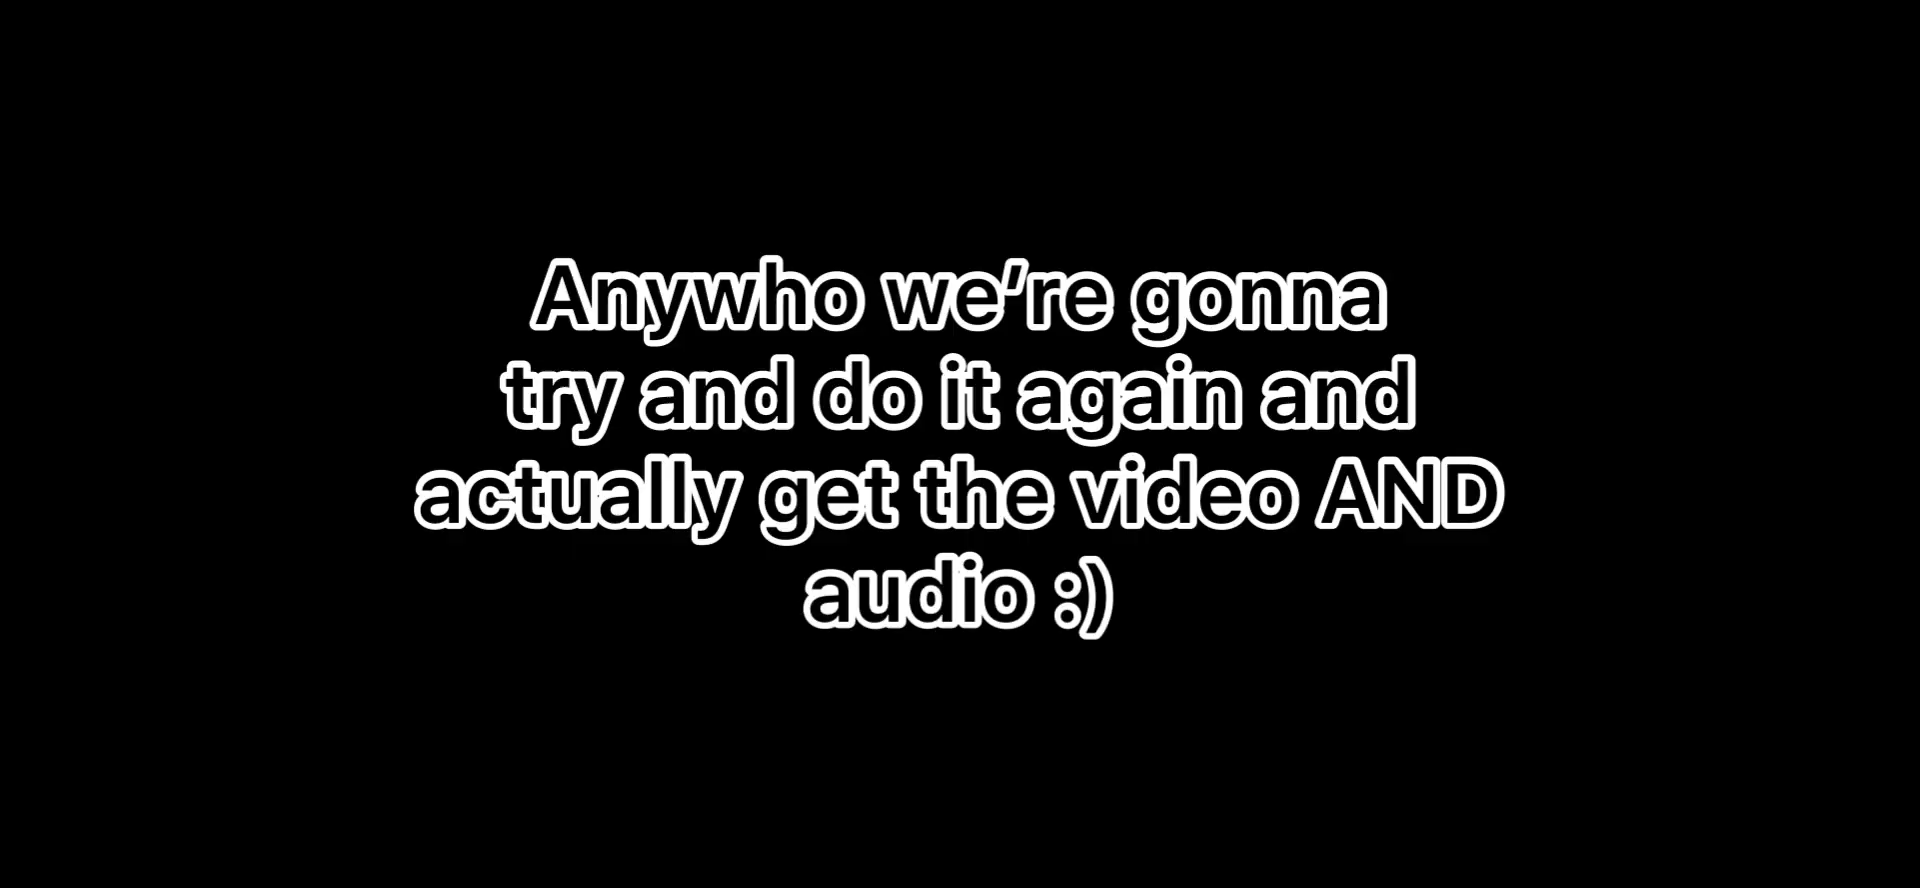 Anywho we’re gonna
try and do it again and
actually get the video AND
audio :)